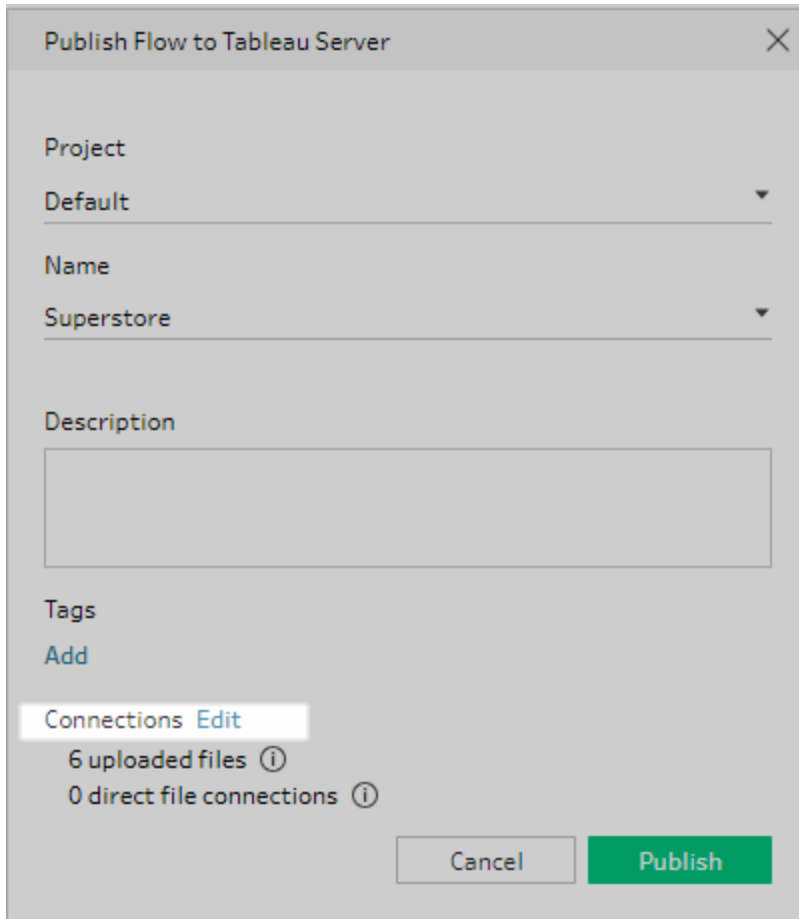 Publish Flow to Tableau Server
Project
Default
Name
Superstore
Description
Tags
Add
Connections Edit
6 uploaded files
0 direct file connections
Cancel Publish